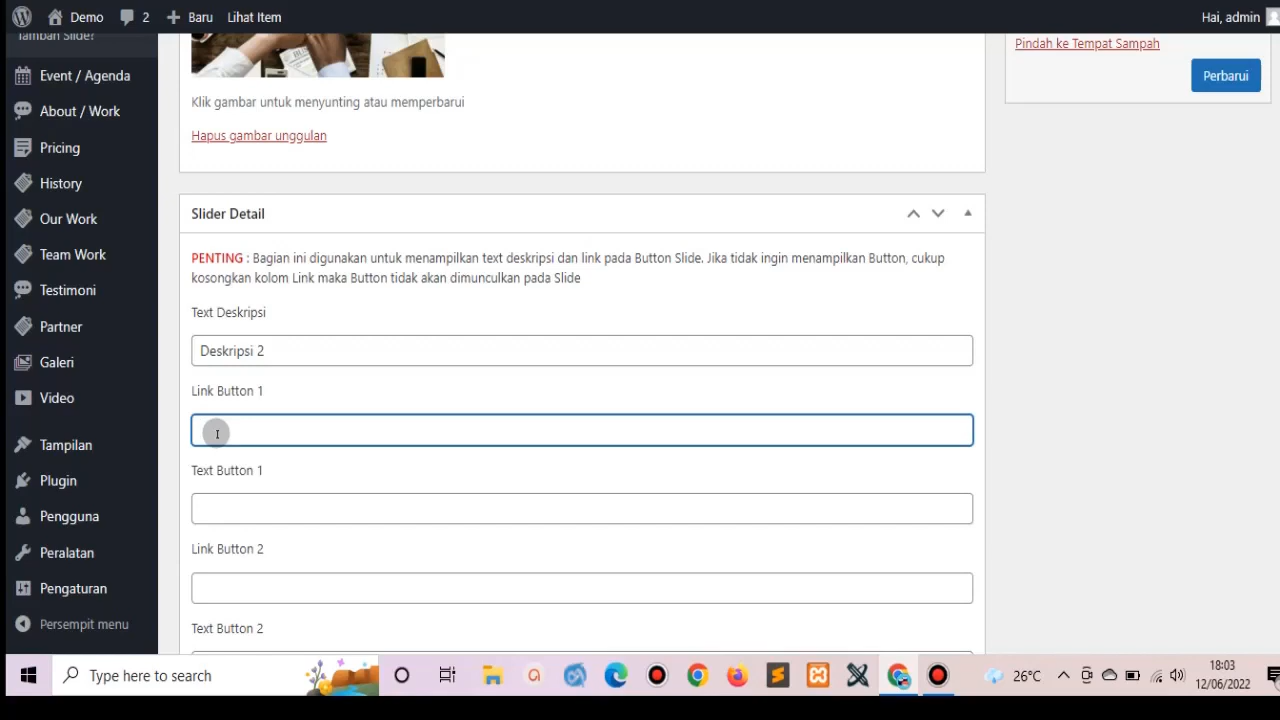 Demo
2
Baru
Lihat Item
Hai, admin
Tambah Slide?
Event / Agenda
About / Work
Pricing
History
Our Work
Team Work
Testimoni
Partner
Galeri
Video
Tampilan
Plugin
Pengguna
Peralatan
Pengaturan
Persempit menu
Klik gambar untuk menyunting atau memperbarui
Hapus gambar unggulan
Pindah ke Tempat Sampah
Perbarui
Slider Detail
PENTING : Bagian ini digunakan untuk menampilkan text deskripsi dan link pada Button Slide. Jika tidak ingin menampilkan Button, cukup
kosongkan kolom Link maka Button tidak akan dimunculkan pada Slide
Text Deskripsi
Deskripsi 2
Link Button 1
Text Button 1
Link Button 2
Text Button 2
Type here to search
26°C
18:03
12/06/2022